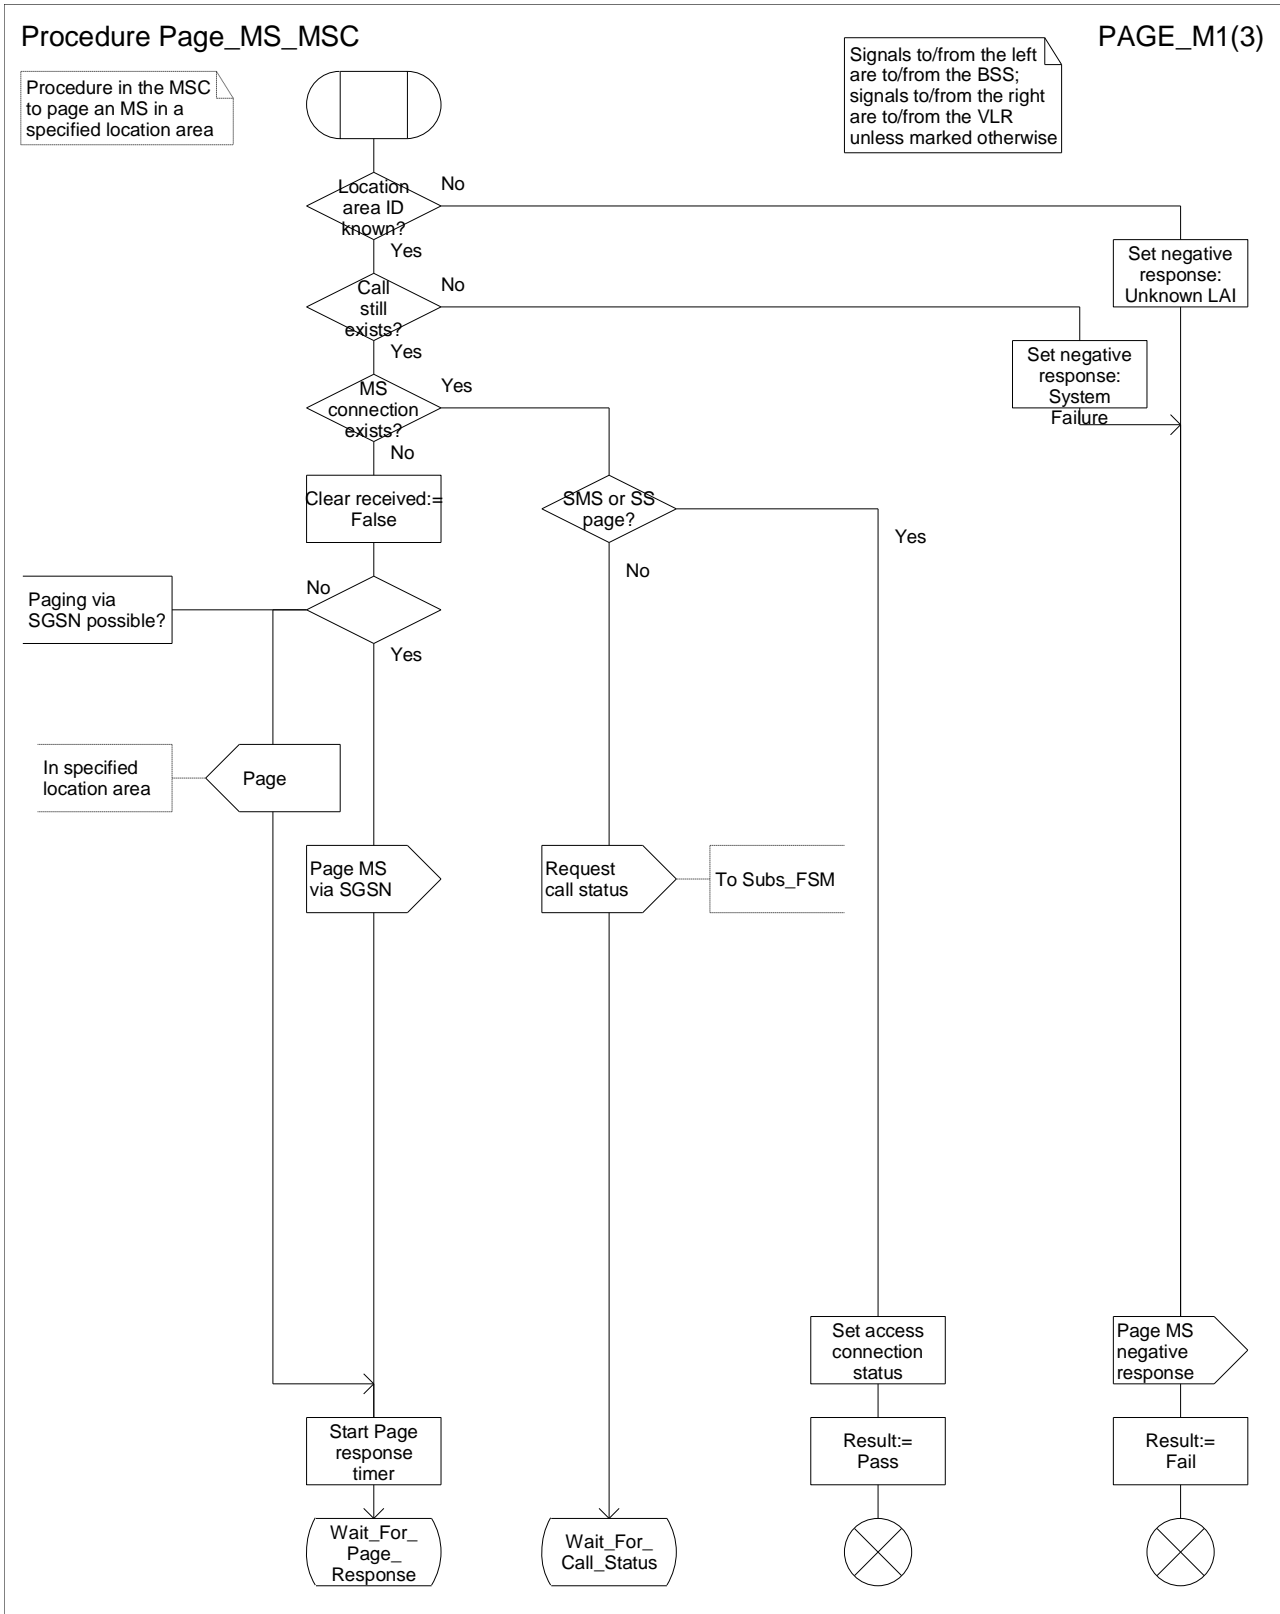 Procedure Page_MS_MSC
PAGE_M1(3)
Procedure in the MSC
to page an MS in a
specified location area
Signals to/from the left
are to/from the BSS;
signals to/from the right
are to/from the VLR
unless marked otherwise
Location
area ID
known?
No
Yes
Set negative
response:
Unknown LAI
Call
still
exists?
No
Yes
Set negative
response:
System
Failure
MS
connection
exists?
Yes
No
Clear received:=
False
SMS or SS
page?
Yes
No
Paging via
SGSN possible?
No
Yes
In specified
location area
Page
Page MS
via SGSN
Request
call status
To Subs_FSM
Set access
connection
status
Page MS
negative
response
Start Page
response
timer
Result:=
Pass
Result:=
Fail
Wait_For_
Page_
Response
Wait_For_
Call_Status